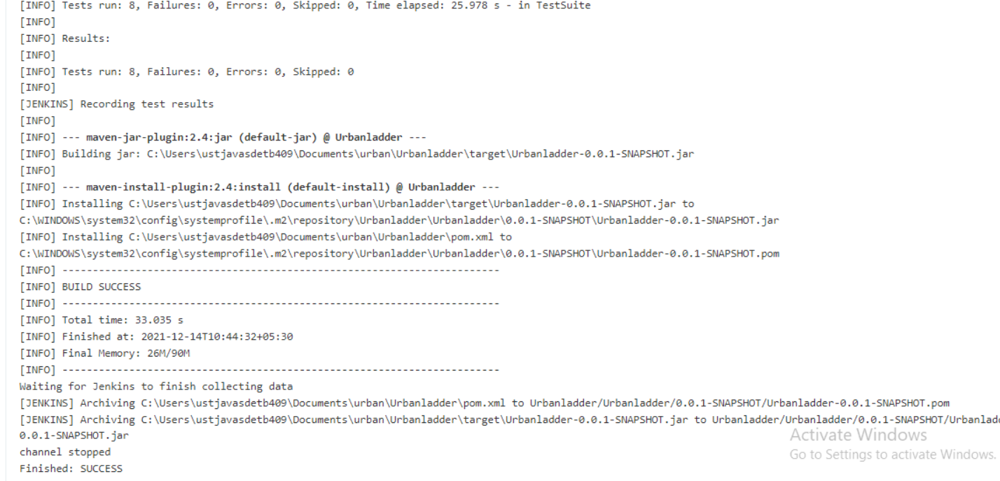 [INFO] Tests run: 8, Failures: 0, Errors: 0, Skipped: 0, Time elapsed: 25.978 s - in TestSuite
[INFO]
[INFO] Results:
[INFO]
[INFO] Tests run: 8, Failures: 0, Errors: 0, Skipped: 0
[INFO]
[JENKINS] Recording test results
[INFO]
[INFO] --- maven-jar-plugin:2.4:jar (default-jar) @ Urbanladder ---
[INFO] Building jar: C:\Users\ustjavasdetb409\Documents\urban\Urbanladder\target\Urbanladder-0.0.1-SNAPSHOT.jar
[INFO]
[INFO] --- maven-install-plugin:2.4:install (default-install) @ Urbanladder ---
[INFO] Installing C:\Users\ustjavasdetb409\Documents\urban\Urbanladder\target\Urbanladder-0.0.1-SNAPSHOT.jar to
C:\WINDOWS\system32\config\systemprofile\.m2\repository\Urbanladder\Urbanladder\0.0.1-SNAPSHOT\Urbanladder-0.0.1-SNAPSHOT.jar
[INFO] Installing C:\Users\ustjavasdetb409\Documents\urban\Urbanladder\pom.xml to
C:\WINDOWS\system32\config\systemprofile\.m2\repository\Urbanladder\Urbanladder\0.0.1-SNAPSHOT\Urbanladder-0.0.1-SNAPSHOT.pom
[INFO] ------------------------------------------------------------------------
[INFO] BUILD SUCCESS
[INFO] ------------------------------------------------------------------------
[INFO] Total time: 33.035 s
[INFO] Finished at: 2021-12-14T10:44:32+05:30
[INFO] Final Memory: 26M/90M
[INFO] ------------------------------------------------------------------------
Waiting for Jenkins to finish collecting data
[JENKINS] Archiving C:\Users\ustjavasdetb409\Documents\urban\Urbanladder\pom.xml to Urbanladder/Urbanladder/0.0.1-SNAPSHOT/Urbanladder-0.0.1-SNAPSHOT.pom
[JENKINS] Archiving C:\Users\ustjavasdetb409\Documents\urban\Urbanladder\target\Urbanladder-0.0.1-SNAPSHOT.jar to Urbanladder/Urbanladder/0.0.1-SNAPSHOT/Urbanlad
0.0.1-SNAPSHOT.jar
channel stopped
Finished: SUCCESS
Activate Windows
Go to Settings to activate Windows.